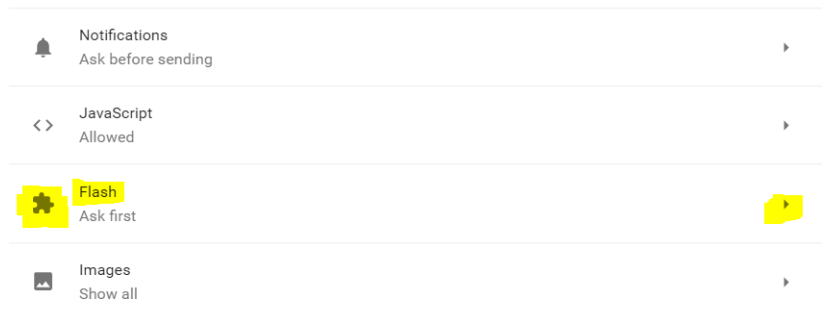 Notifications
Ask before sending
JavaScript
Allowed
Flash
Ask first
Images
Show all